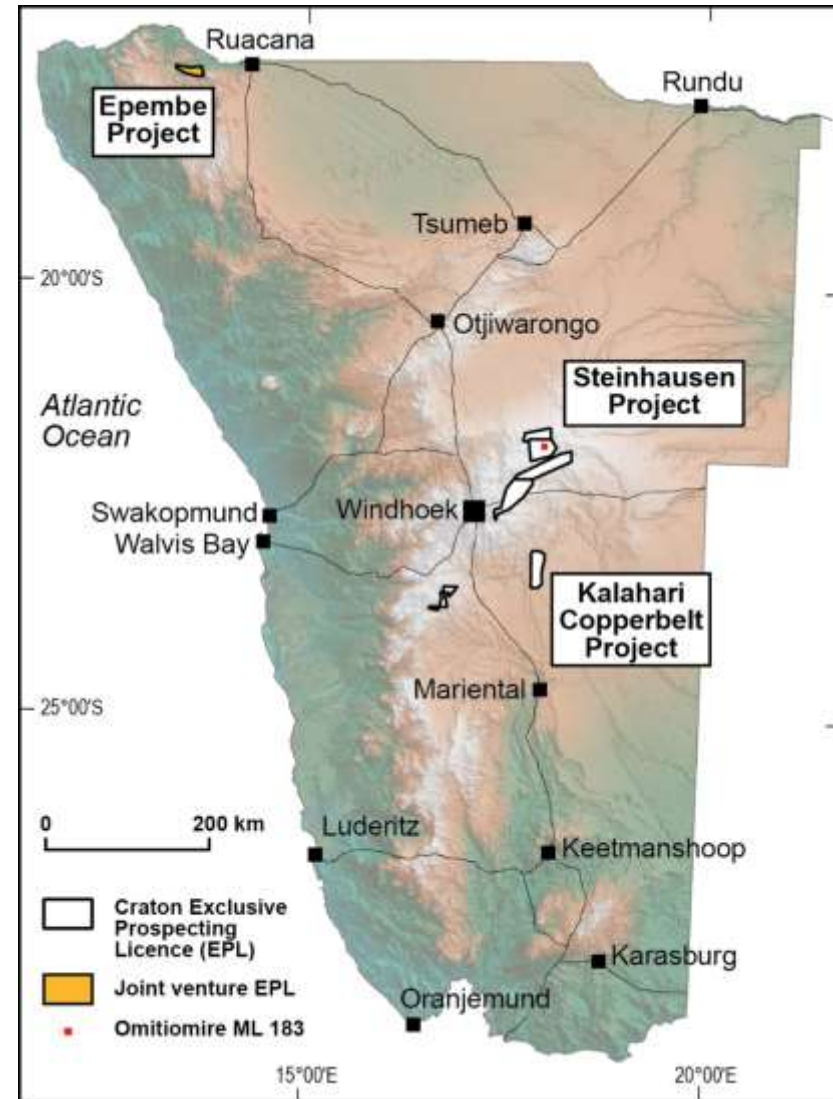 Ruacana
Rundu
Epembe
Project
Tsumeb
20°00'S
Otjiwarongo
Steinhausen
Project
Atlantic
Ocean
Windhoek
Swakopmund
Walvis Bay
Kalahari
Copperbelt
Project
Mariental
25°00'S
0 200 km
Luderitz
Keetmanshoop
Craton Exclusive
Prospecting
Licence (EPL)
Karasburg
Joint venture EPL
Oranjemund
Omitiomire ML 183
15°00'E
20°00'E